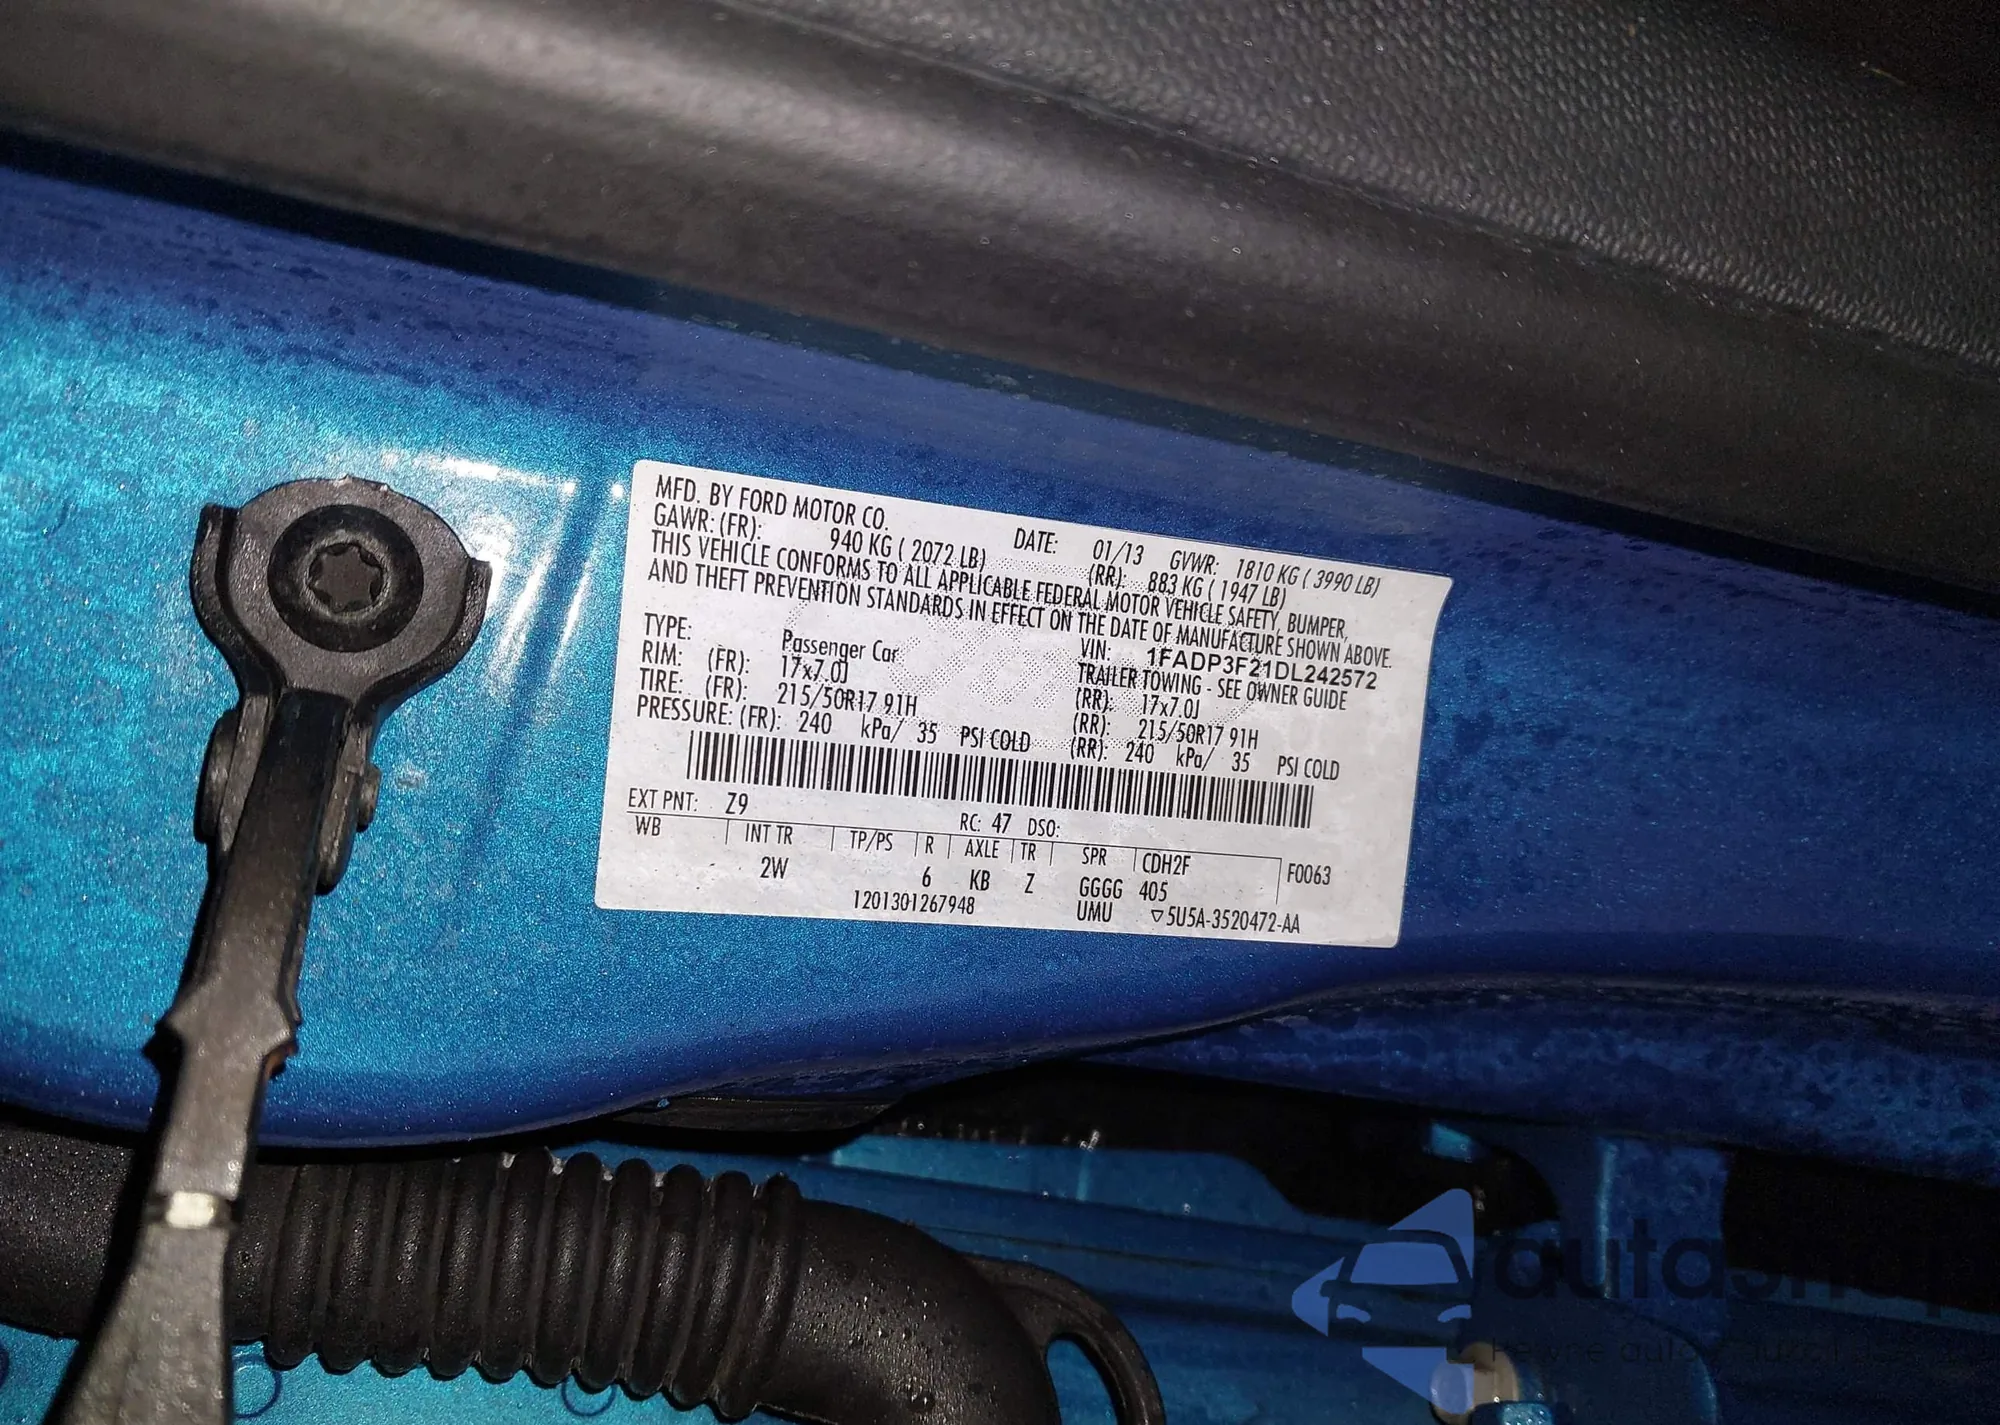 MFD. BY FORD MOTOR CO. DATE: 01/13 GVWR: 1810 KG ( 3990 LB)
GAWR: (FR): 940 KG ( 2072 LB) (RR): 883 KG ( 1947 LB)
THIS VEHICLE CONFORMS TO ALL APPLICABLE FEDERAL MOTOR VEHICLE SAFETY, BUMPER,
AND THEFT PREVENTION STANDARDS IN EFFECT ON THE DATE OF MANUFACTURE SHOWN ABOVE.
VIN: 1FADP3F21DL242572
TYPE: Passenger Car TRAILER TOWING - SEE OWNER GUIDE
RIM: (FR): 17x7.0J (RR): 17x7.0J
TIRE: (FR): 215/50R17 91H (RR): 215/50R17 91H
PRESSURE: (FR): 240 kPa/ 35 PSI COLD (RR): 240 kPa/ 35 PSI COLD
EXT PNT: Z9 RC: 47 DSO:
WB INT TR TP/PS R AXLE TR SPR CDH2F F0063
2W 6 KB Z GGGG 405
1201301267948 UMU ▽5U5A-3520472-AA
autashop